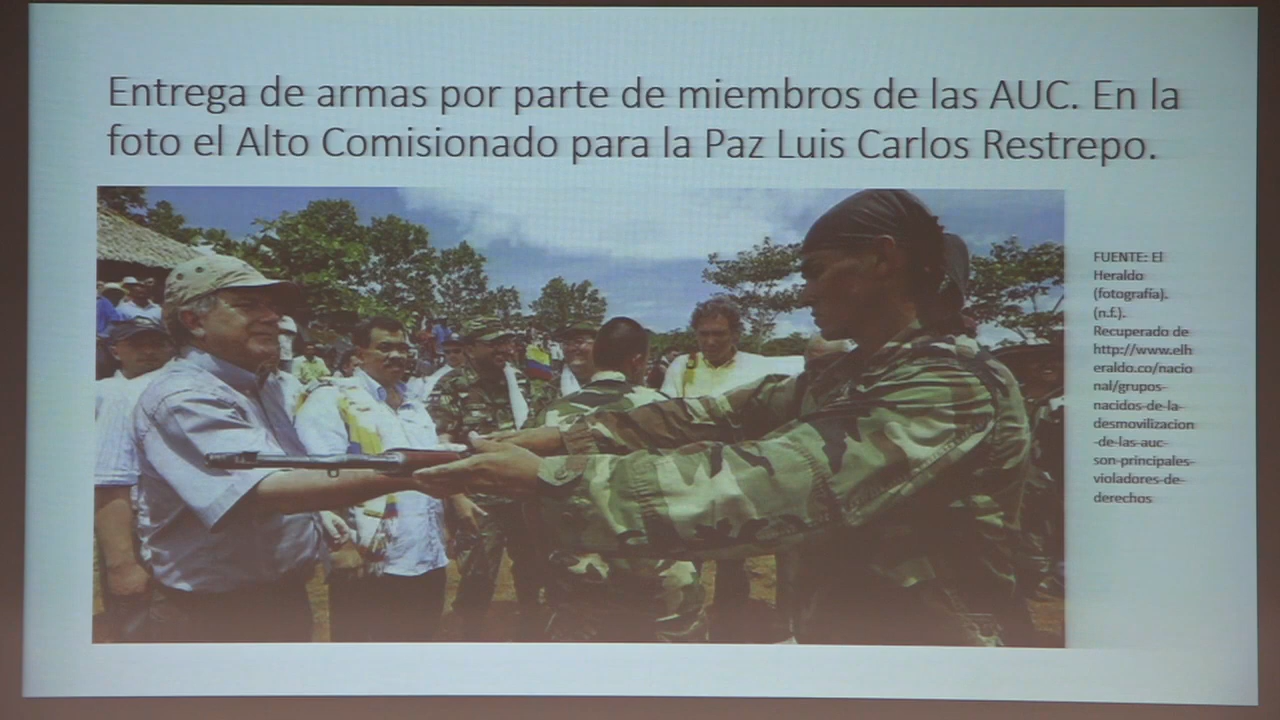 Entrega de armas por parte de miembros de las AUC. En la
foto el Alto Comisionado para la Paz Luis Carlos Restrepo.
FUENTE: El
Heraldo
(fotografía).
(n.f.).
Recuperado de
http://www.elh
eraldo.co/nacio
nal/grupos-
nacidos-de-la-
desmovilizacion
-de-las-auc-
son-principales-
violadores-de-
derechos